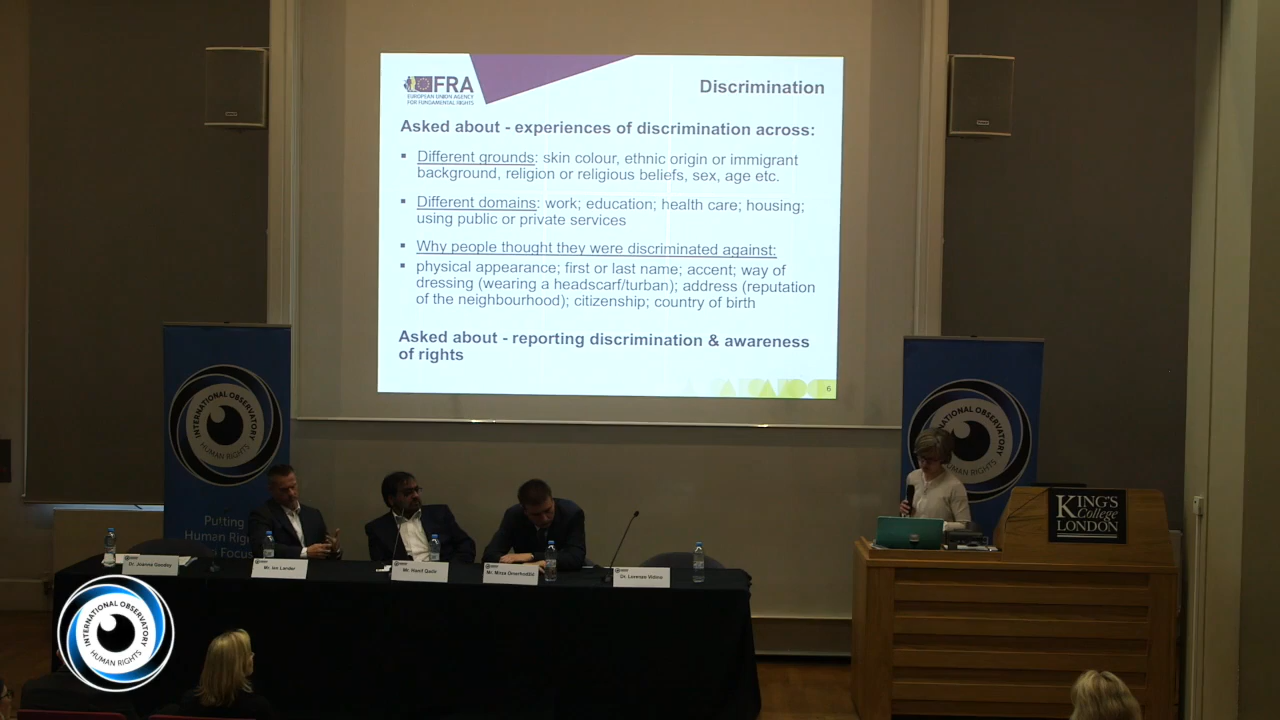 FRA
EUROPEAN UNION AGENCY
FOR FUNDAMENTAL RIGHTS
Discrimination
Asked about - experiences of discrimination across:
▪ Different grounds: skin colour, ethnic origin or immigrant
background, religion or religious beliefs, sex, age etc.
▪ Different domains: work; education; health care; housing;
using public or private services
▪ Why people thought they were discriminated against:
▪ physical appearance; first or last name; accent; way of
dressing (wearing a headscarf/turban); address (reputation
of the neighbourhood); citizenship; country of birth
Asked about - reporting discrimination & awareness
of rights
6
INTERNATIONAL OBSERVATORY
HUMAN RIGHTS
Putting
Human Rig
Focus
INTERNATIONAL OBSERVATORY
HUMAN RIGHTS
KING'S
College
LONDON
Dr. Joanna Goodey
Mr. Ian Lander
Mr. Hanif Qadir
Mr. Mirza
Dr. Lorenzo Vidino
INTERNATIONAL OBSERVATORY
HUMAN RIGHTS